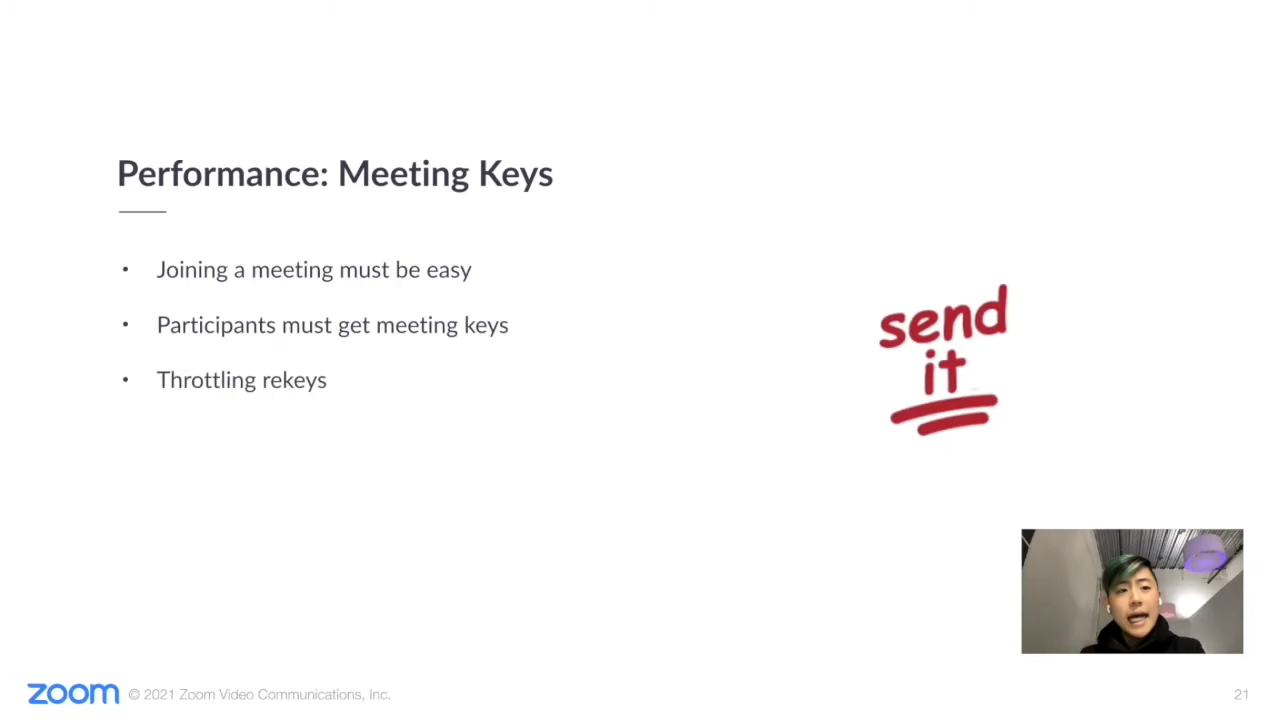 Performance: Meeting Keys
• Joining a meeting must be easy
• Participants must get meeting keys
• Throttling rekeys
send
it
zoom © 2021 Zoom Video Communications, Inc.
21